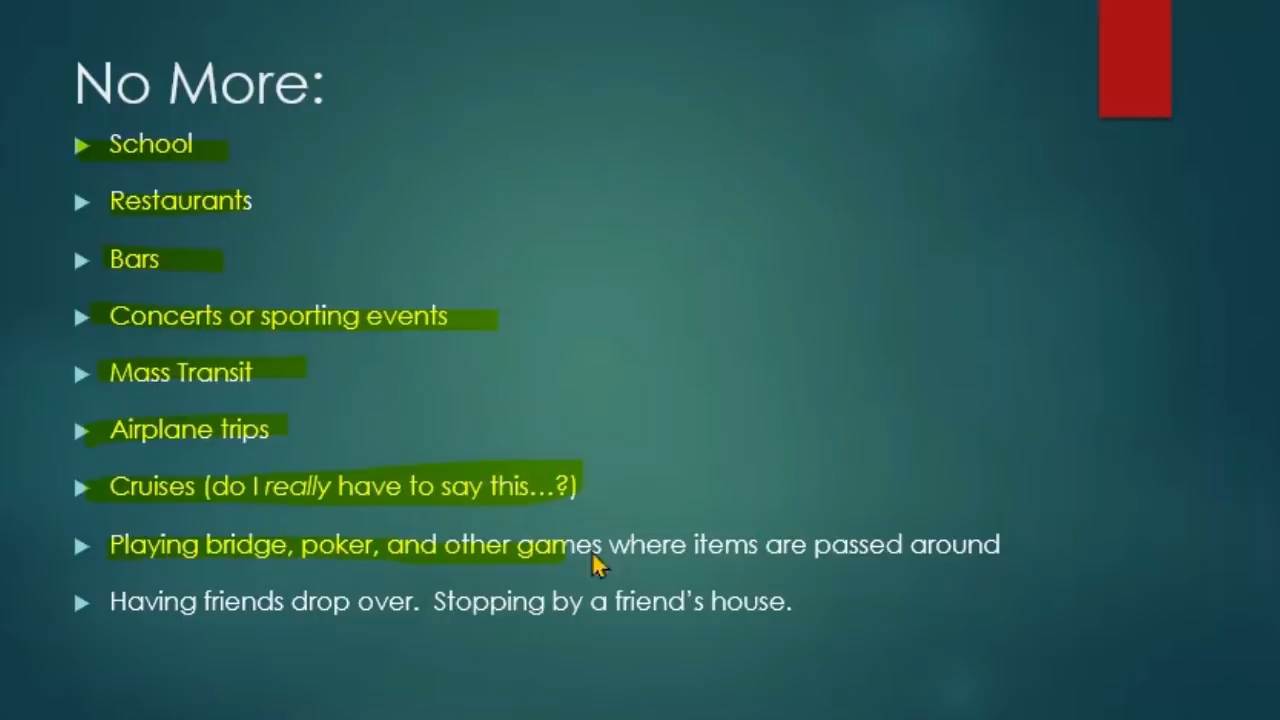 No More:
School
Restaurants
Bars
Concerts or sporting events
Mass Transit
Airplane trips
Cruises (do I really have to say this…?)
Playing bridge, poker, and other games where items are passed around
Having friends drop over.  Stopping by a friend’s house.